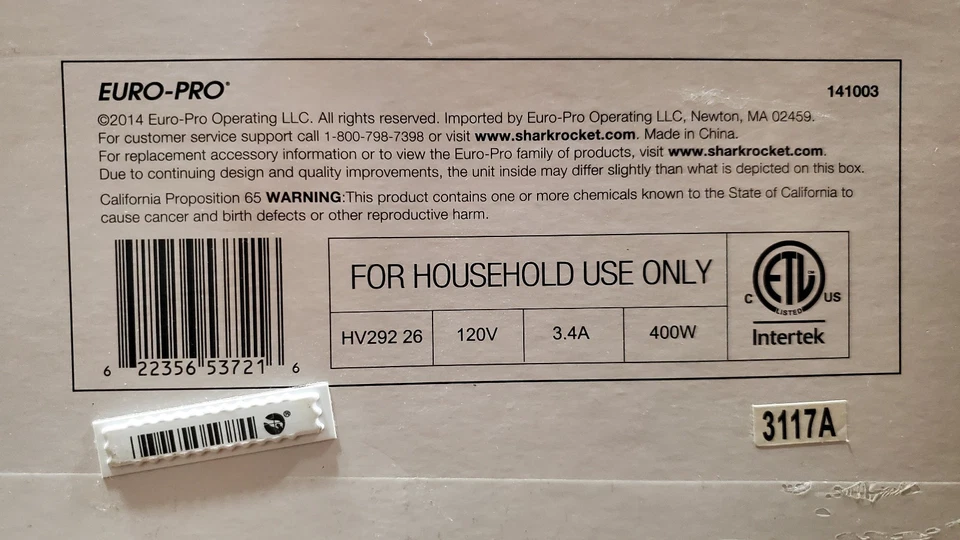 EURO-PRO®
141003
©2014 Euro-Pro Operating LLC. All rights reserved. Imported by Euro-Pro Operating LLC, Newton, MA 02459.
For customer service support call 1-800-798-7398 or visit www.sharkrocket.com. Made in China.
For replacement accessory information or to view the Euro-Pro family of products, visit www.sharkrocket.com.
Due to continuing design and quality improvements, the unit inside may differ slightly than what is depicted on this box.
California Proposition 65 WARNING:This product contains one or more chemicals known to the State of California to
cause cancer and birth defects or other reproductive harm.
6 22356 53721 6
FOR HOUSEHOLD USE ONLY
HV292 26 120V 3.4A 400W
ETL™
LISTED
C US
Intertek
®
3117A